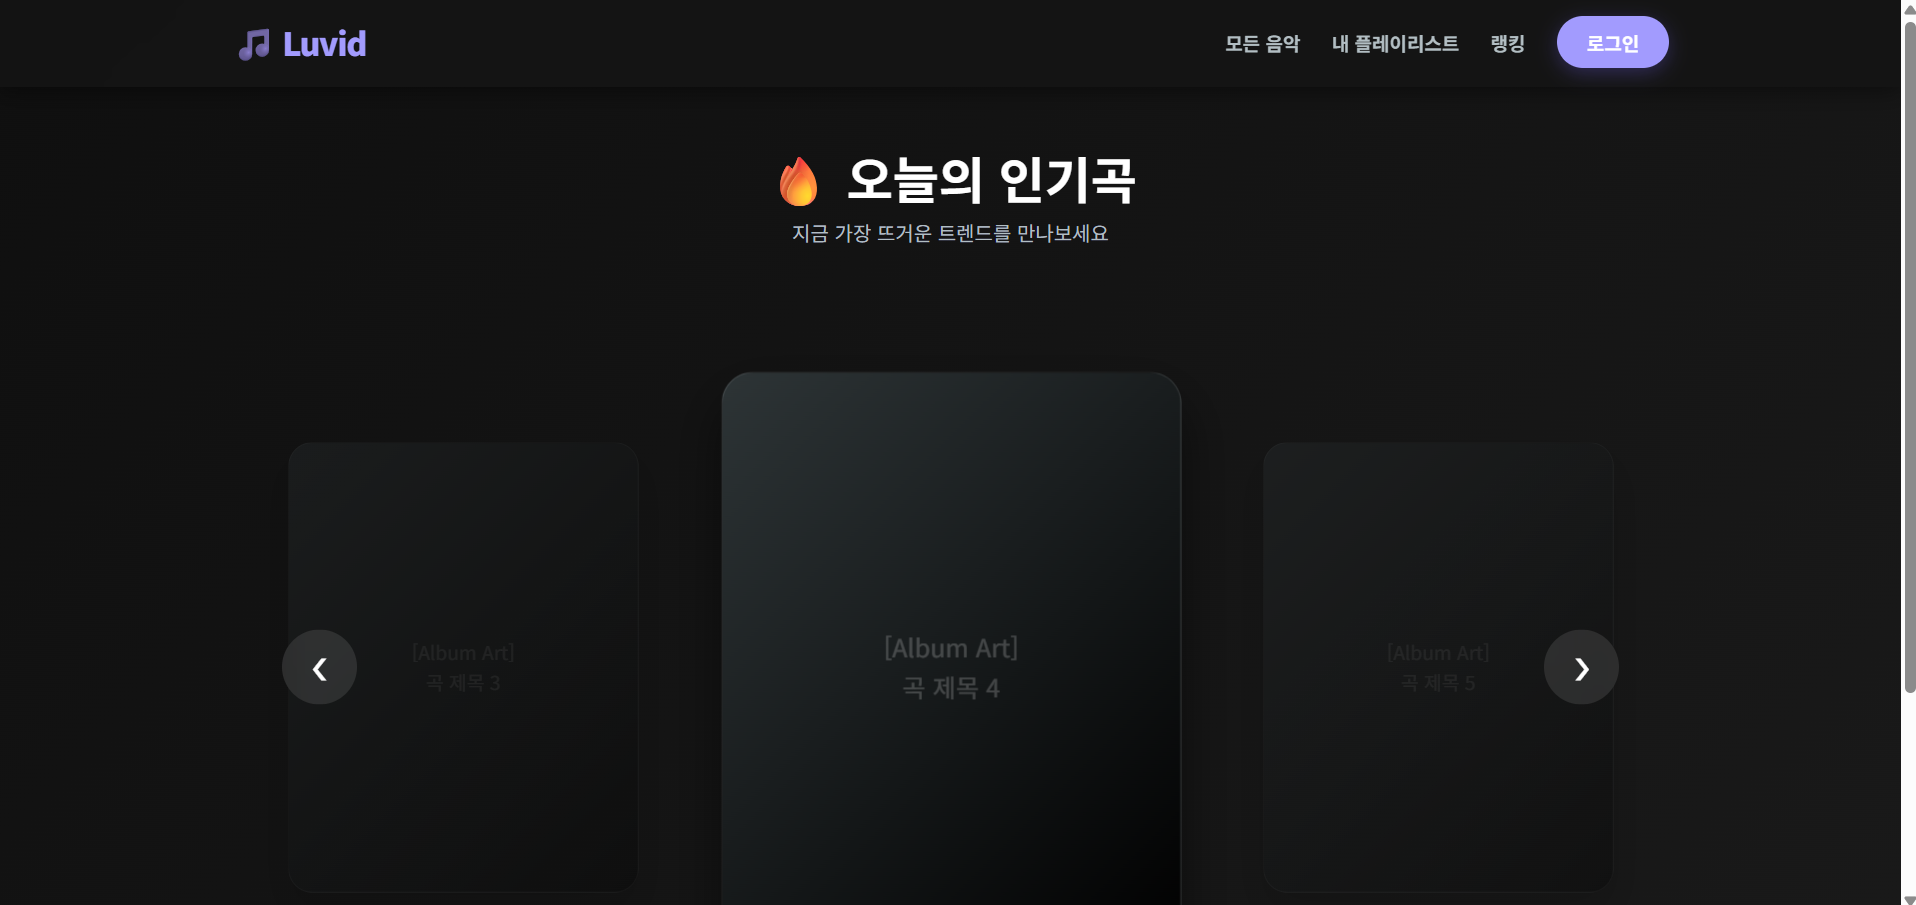 Luvid
모든 음악
내 플레이리스트
랭킹
로그인
오늘의 인기곡
지금 가장 뜨거운 트렌드를 만나보세요
[Album Art]
곡 제목 3
[Album Art]
곡 제목 4
[Album Art]
곡 제목 5